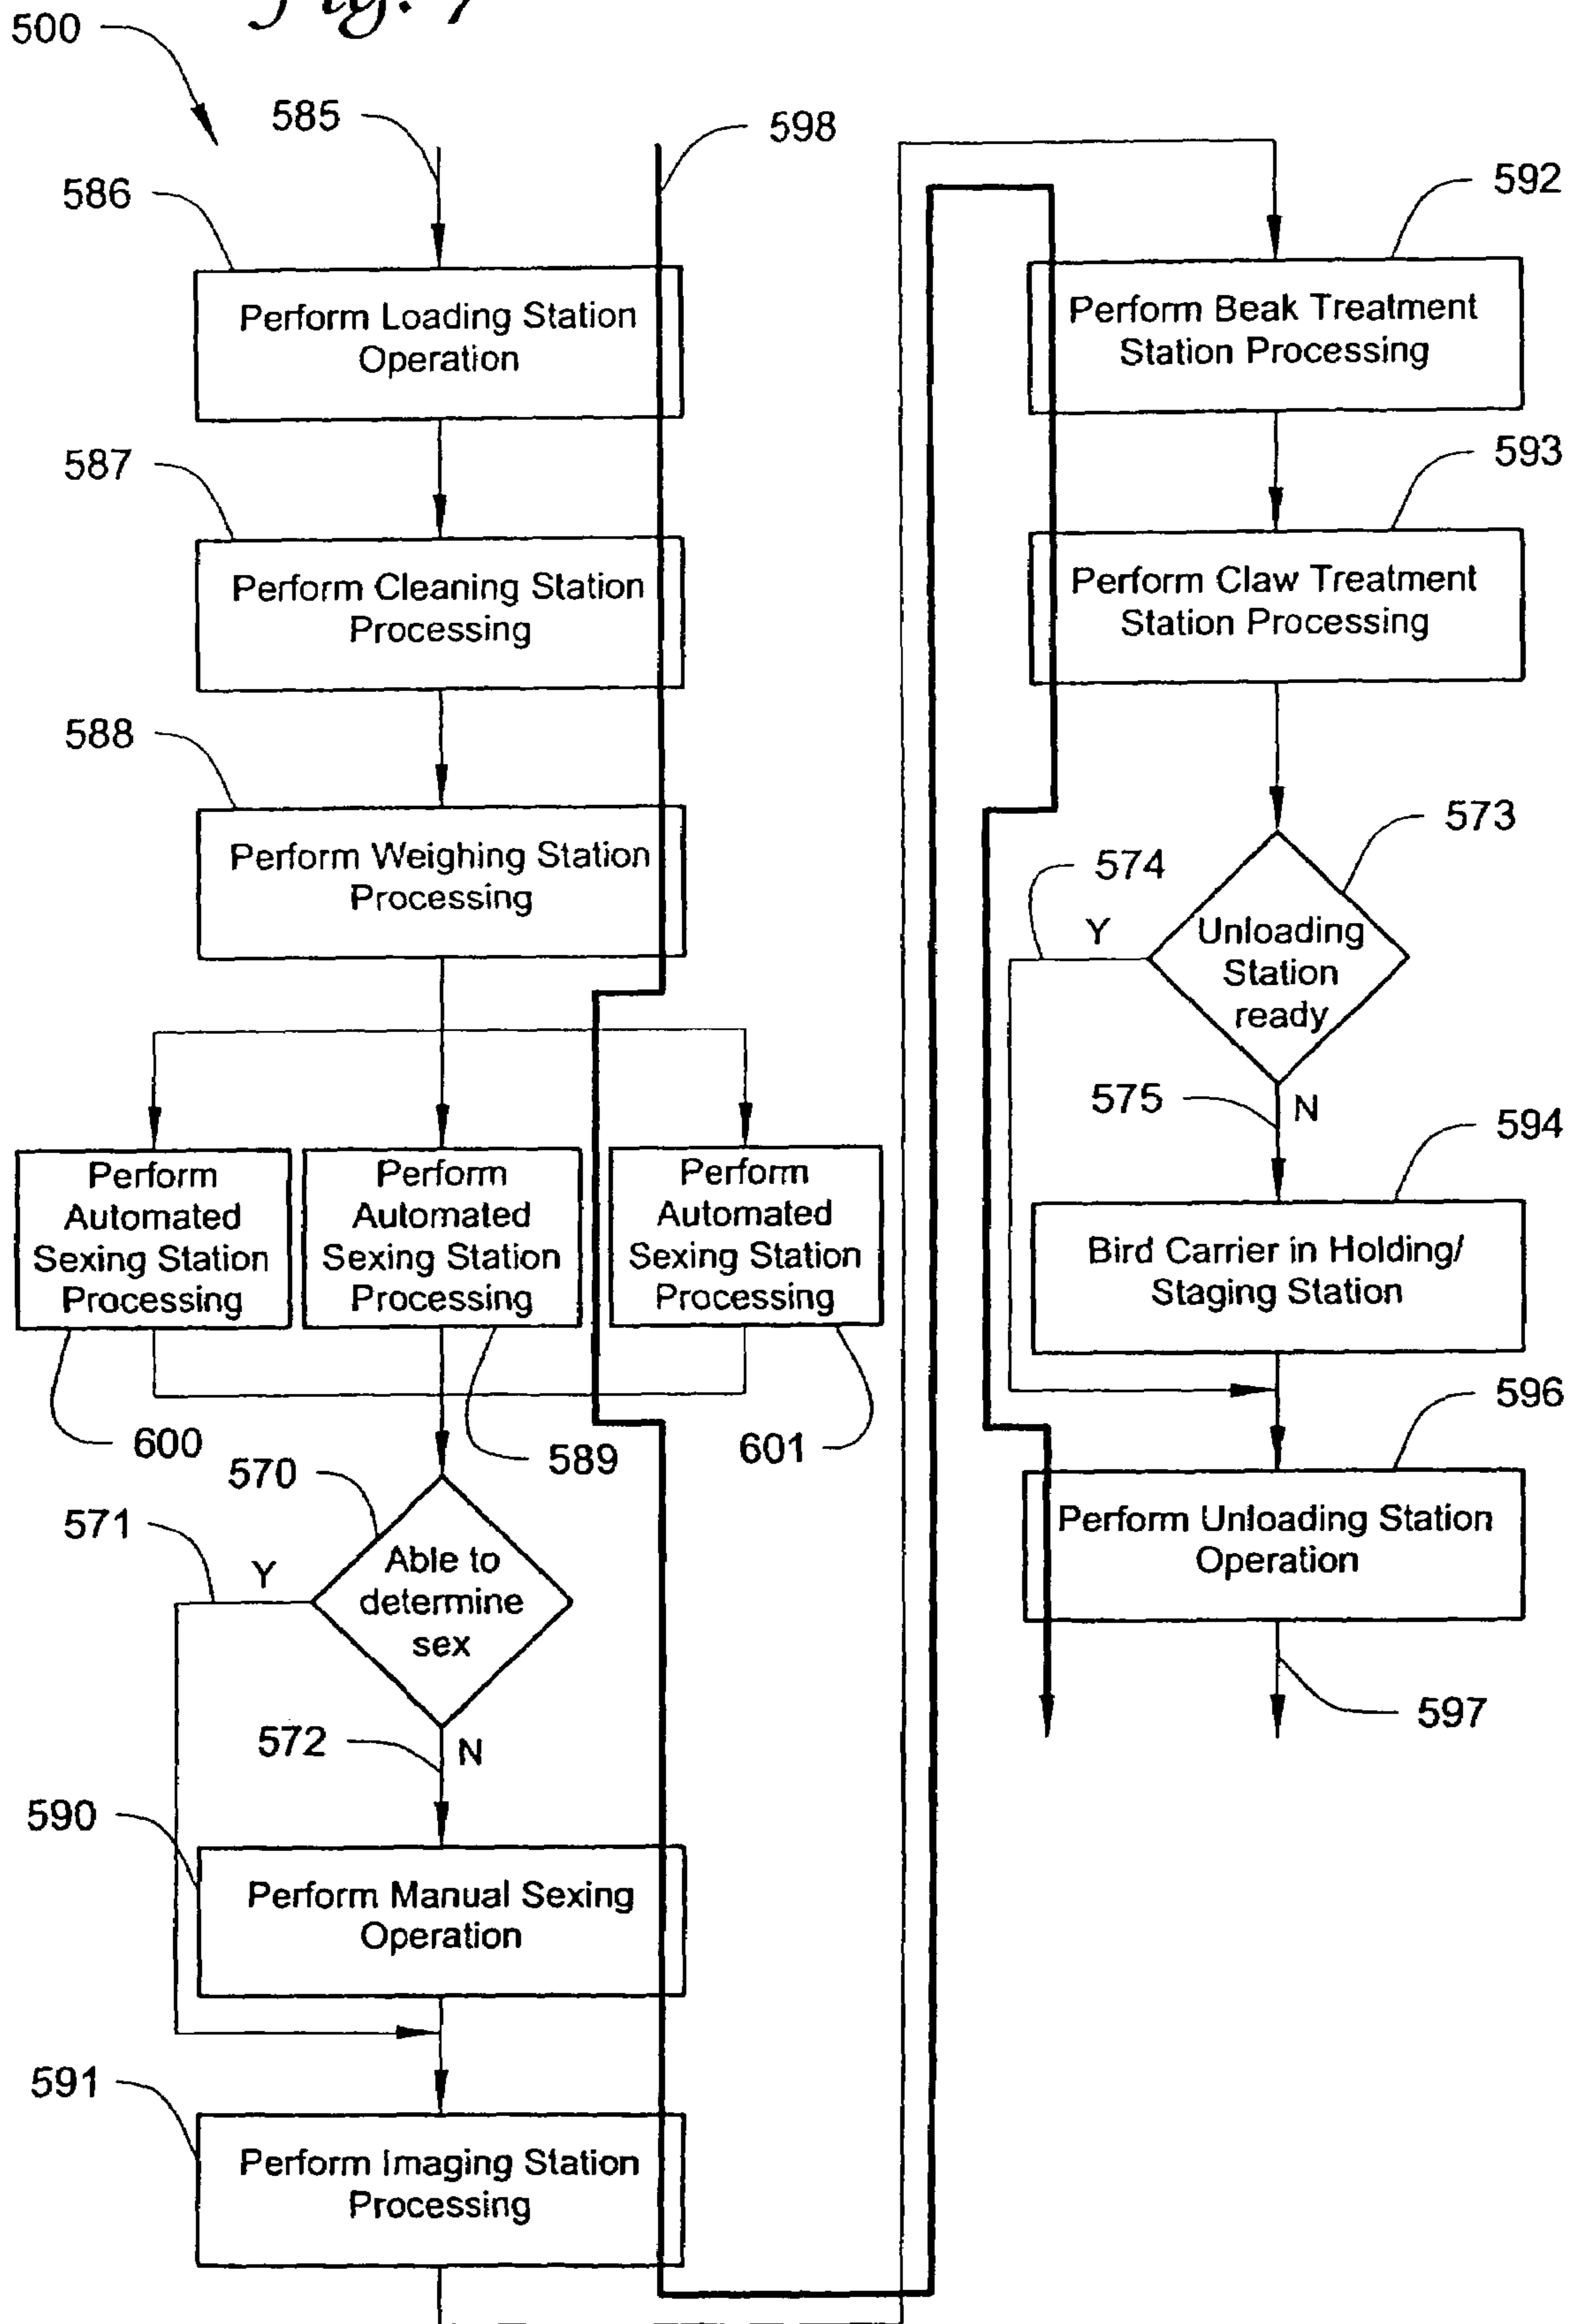 Fig. 7
500
585
598
586
Perform Loading Station
Operation
587
Perform Cleaning Station
Processing
588
Perform Weighing Station
Processing
Perform
Automated
Sexing Station
Processing
Perform
Automated
Sexing Station
Processing
Perform
Automated
Sexing Station
Processing
600
589
601
570
571
Y
Able to
determine
sex
572
N
590
Perform Manual Sexing
Operation
591
Perform Imaging Station
Processing
592
Perform Beak Treatment
Station Processing
593
Perform Claw Treatment
Station Processing
573
574
Y
Unloading
Station
ready
575
N
594
Bird Carrier in Holding/
Staging Station
596
Perform Unloading Station
Operation
597